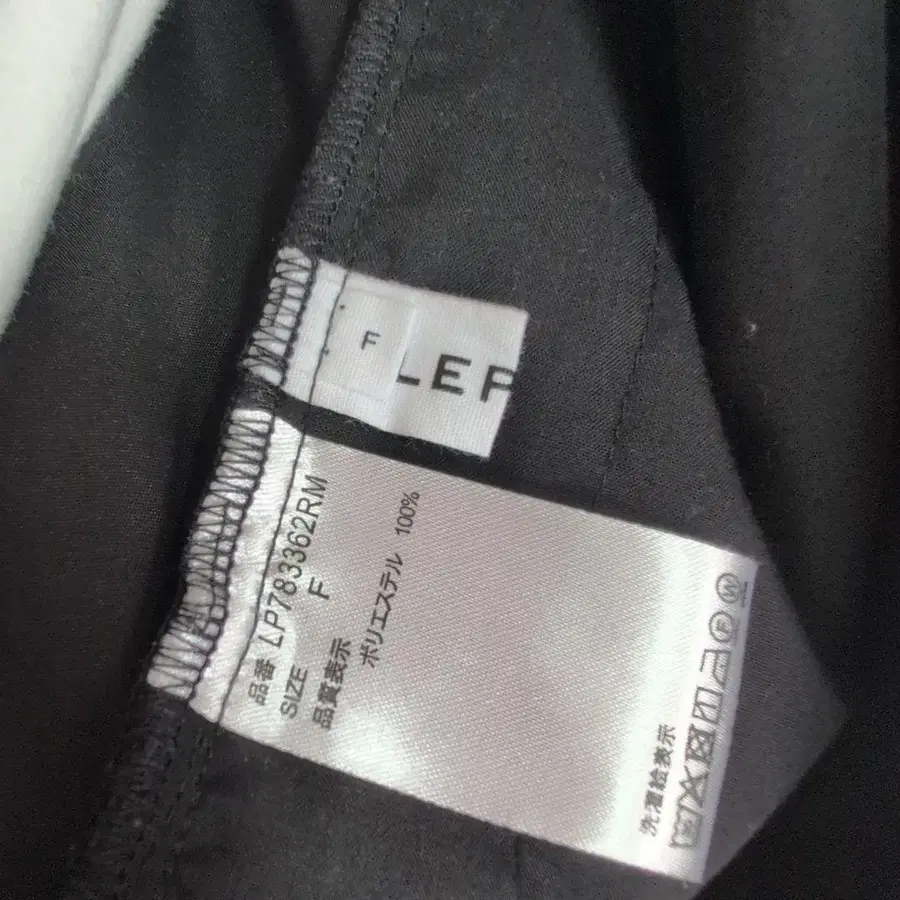 F
LEP
品番 LP783362RM
SIZE F
品質表示
ポリエステル 100%
洗濯絵表示
F W